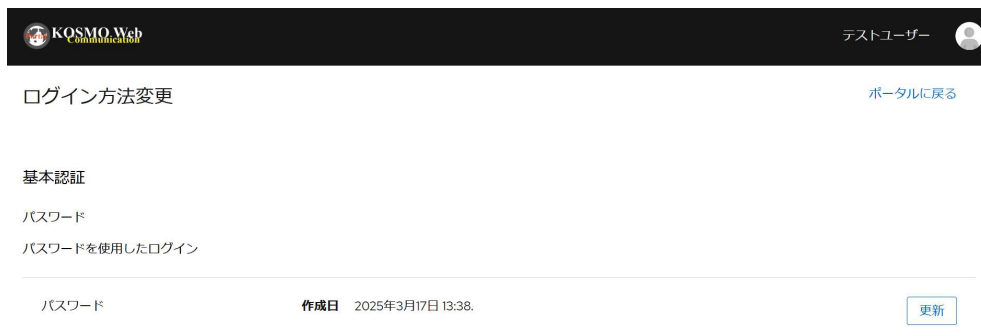 KOSMO Web
Communication
テストユーザー
ログイン方法変更
ポータルに戻る
基本認証
パスワード
パスワードを使用したログイン
パスワード 作成日 2025年3月17日 13:38. 更新